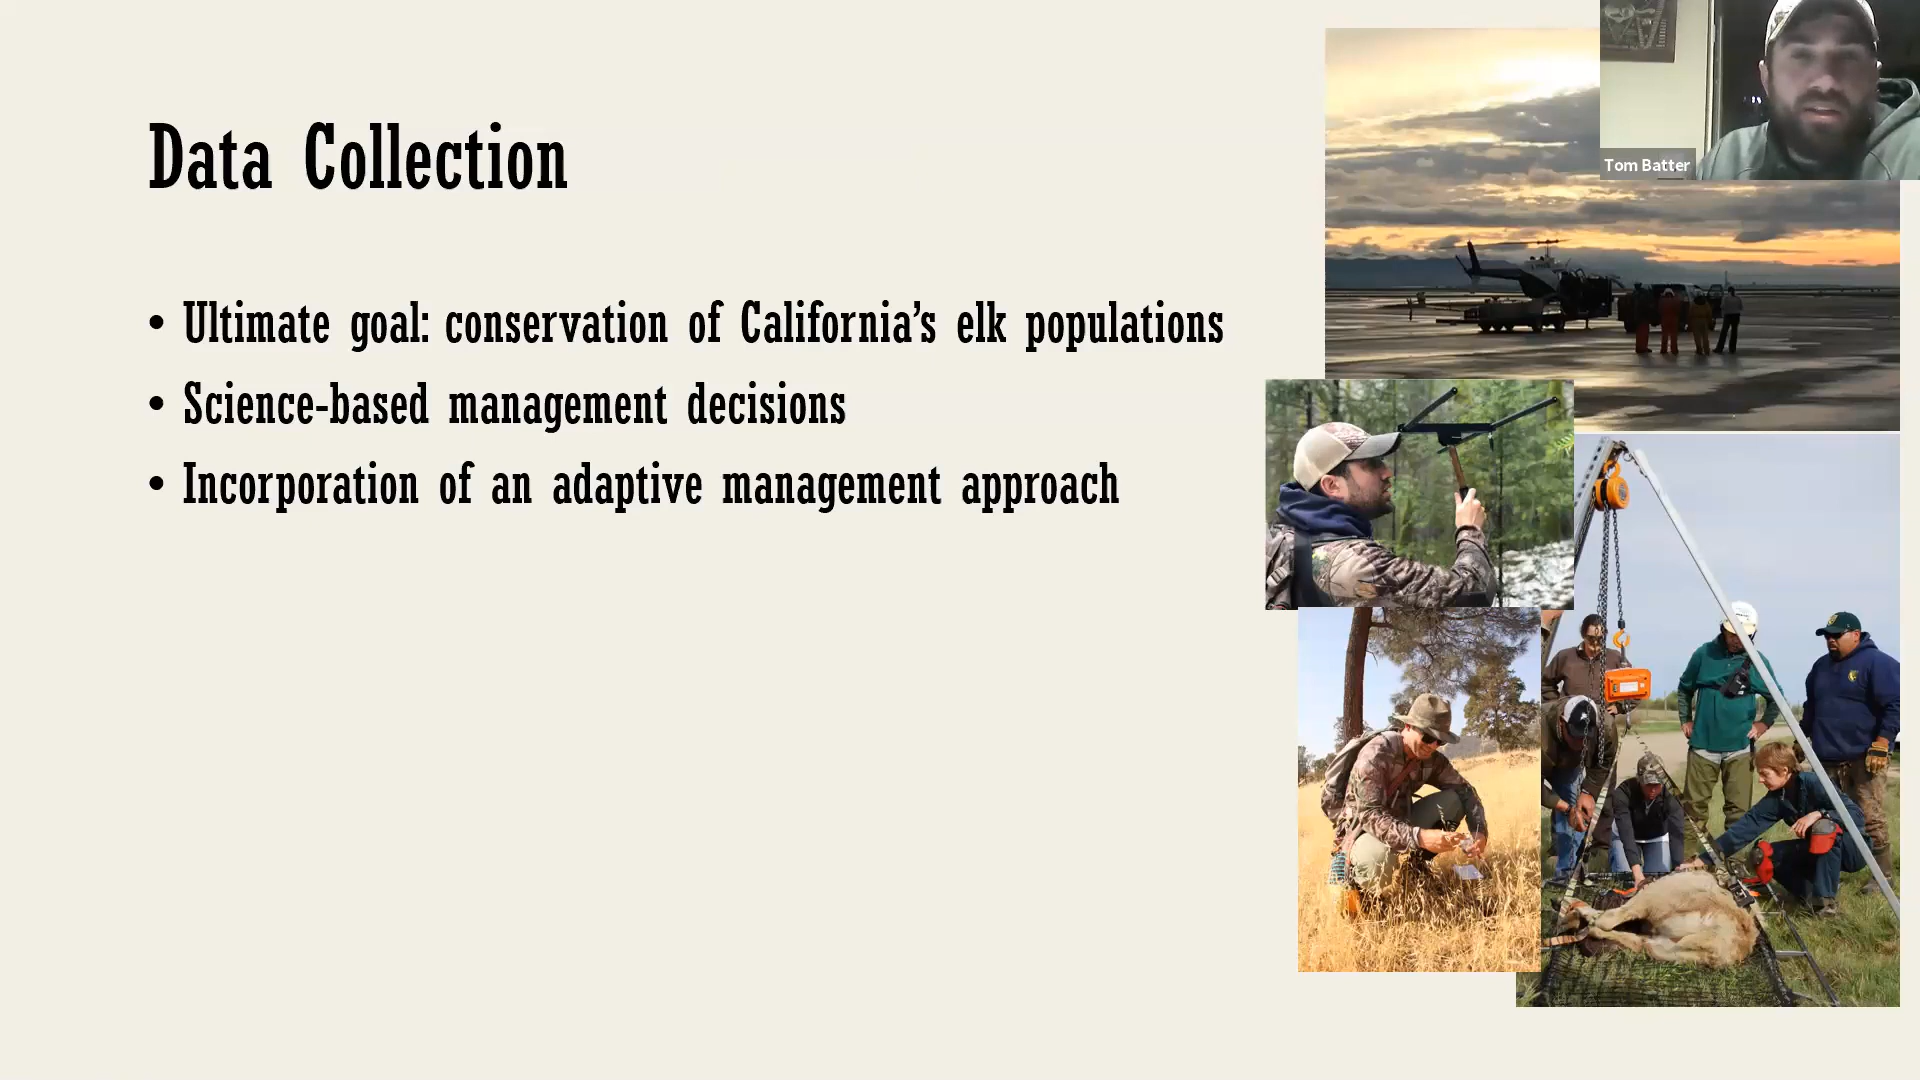 Data Collection
• Ultimate goal: conservation of California’s elk populations
• Science-based management decisions
• Incorporation of an adaptive management approach
Tom Batter